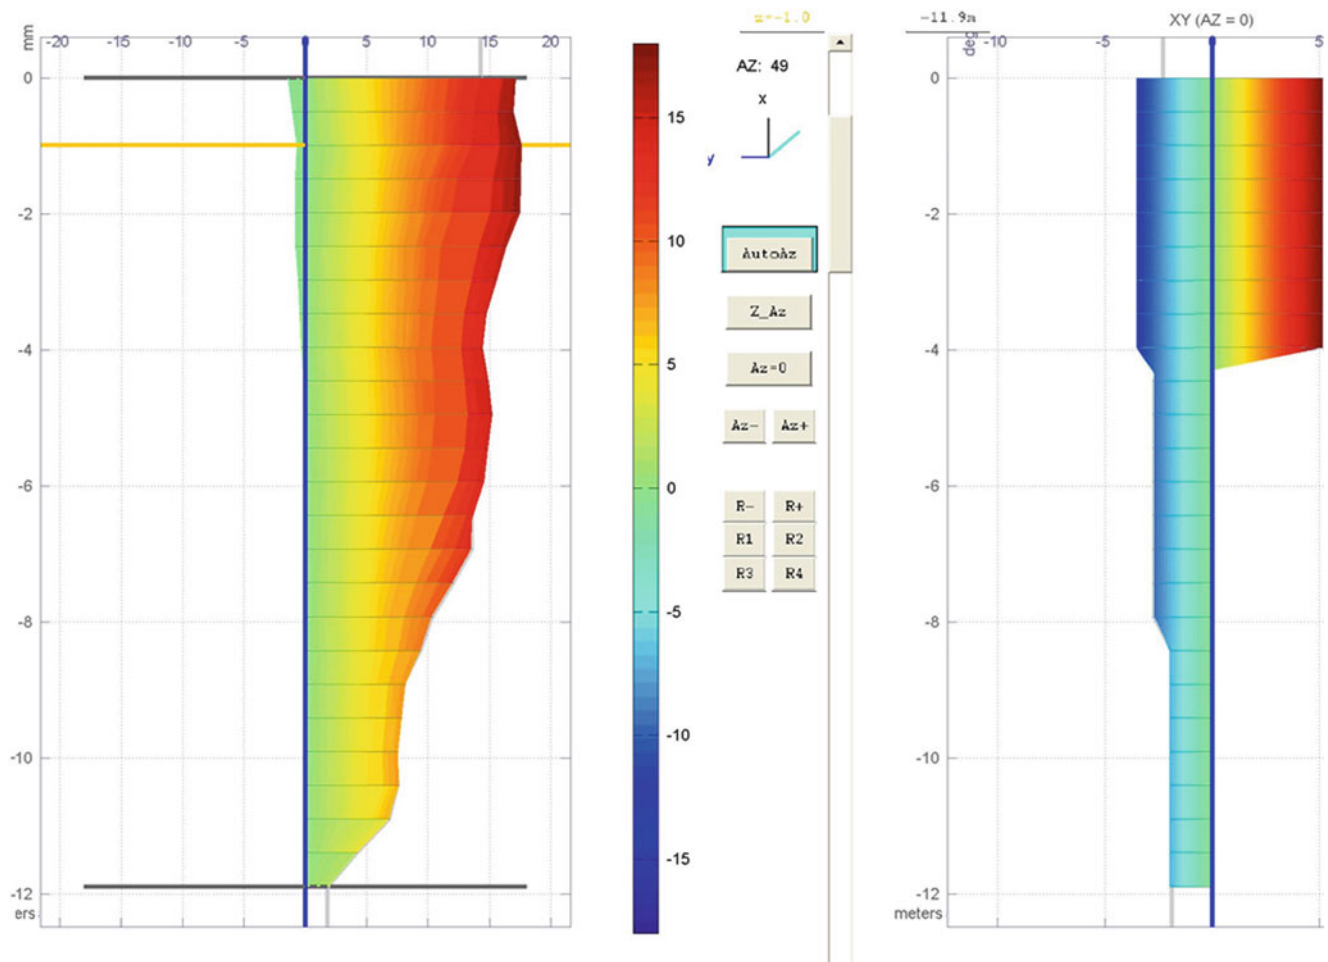 z=-1.0
-11.9m
XY (AZ = 0)
mm
-20 -15 -10 -5 0 5 10 15 20
deg
-10 -5 0 5
0
-2
-4
-6
-8
-10
-12
ers
15
10
5
0
-5
-10
-15
AZ: 49
x
y
AutoAz
Z_Az
Az=0
Az- Az+
R- R+
R1 R2
R3 R4
0
-2
-4
-6
-8
-10
-12
meters